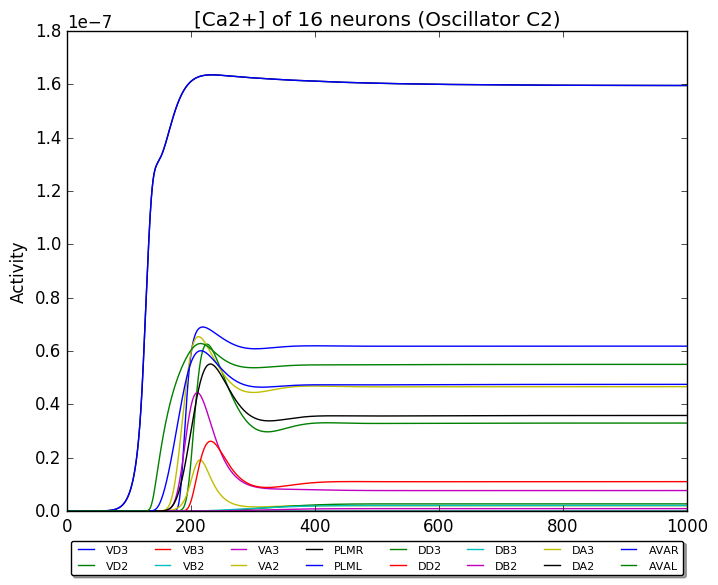 [Ca2+] of 16 neurons (Oscillator C2)
1e−7
1.8
1.6
1.4
1.2
1.0
0.8
0.6
0.4
0.2
0.0
Activity
0 200 400 600 800 1000
VD3 VB3 VA3 PLMR DD3 DB3 DA3 AVAR
VD2 VB2 VA2 PLML DD2 DB2 DA2 AVAL